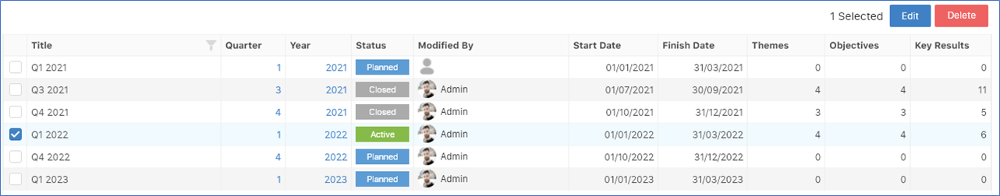 1 Selected Edit Delete
Title Quarter Year Status Modified By Start Date Finish Date Themes Objectives Key Results
Q1 2021 1 2021 Planned 01/01/2021 31/03/2021 0 0 0
Q3 2021 3 2021 Closed Admin 01/07/2021 30/09/2021 4 4 11
Q4 2021 4 2021 Closed Admin 01/10/2021 31/12/2021 3 3 5
Q1 2022 1 2022 Active Admin 01/01/2022 31/03/2022 4 4 6
Q4 2022 4 2022 Planned Admin 01/10/2022 31/12/2022 0 0 0
Q1 2023 1 2023 Planned Admin 01/01/2023 31/03/2023 0 0 0